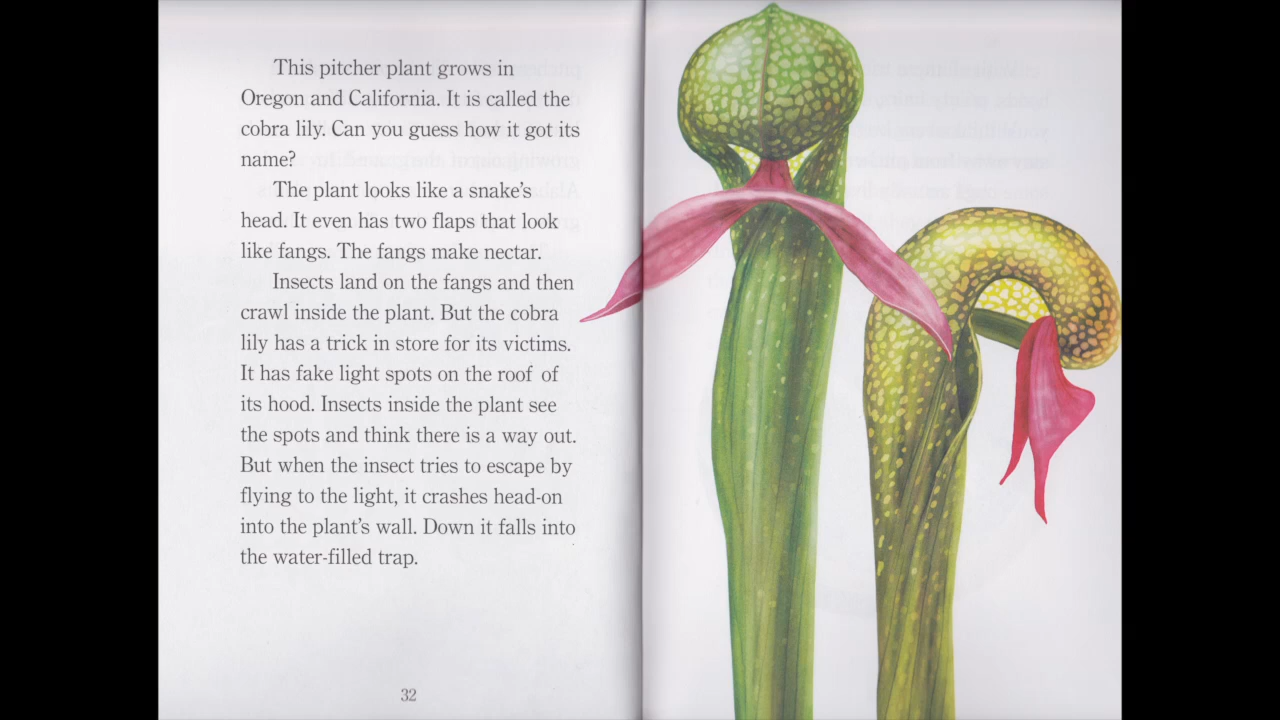 This pitcher plant grows in
Oregon and California. It is called the
cobra lily. Can you guess how it got its
name?
The plant looks like a snake's
head. It even has two flaps that look
like fangs. The fangs make nectar.
Insects land on the fangs and then
crawl inside the plant. But the cobra
lily has a trick in store for its victims.
It has fake light spots on the roof of
its hood. Insects inside the plant see
the spots and think there is a way out.
But when the insect tries to escape by
flying to the light, it crashes head-on
into the plant's wall. Down it falls into
the water-filled trap.
32